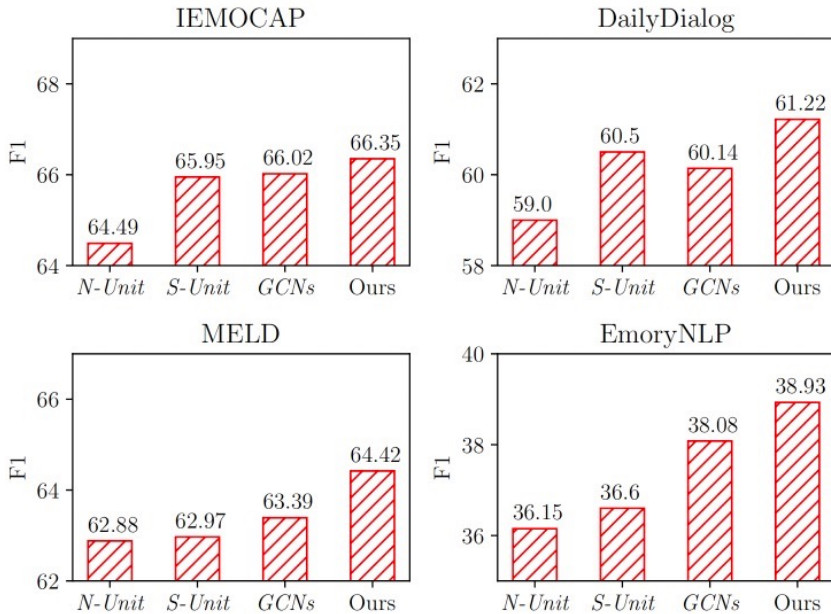 IEMOCAP
68
66
64
F1
64.49
65.95
66.02
66.35
N-Unit S-Unit GCNs Ours
DailyDialog
62
60
58
F1
59.0
60.5
60.14
61.22
N-Unit S-Unit GCNs Ours
MELD
66
64
62
F1
62.88
62.97
63.39
64.42
N-Unit S-Unit GCNs Ours
EmoryNLP
40
38
36
F1
36.15
36.6
38.08
38.93
N-Unit S-Unit GCNs Ours